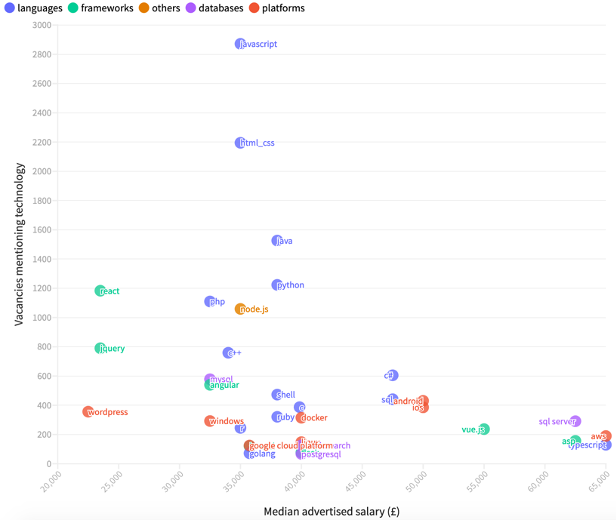 languages frameworks others databases platforms
3000
2800
2600
2400
2200
2000
1800
1600
1400
1200
1000
800
600
400
200
0
Vacancies mentioning technology
javascript
html_css
java
python
react
php
node.js
jquery
c++
mysql
angular
c#
shell
sql
android
ios
c
wordpress
ruby
docker
windows
sql server
r
vue.js
aws
asp
typescript
google cloud platform
golang
postgresql
20,000
25,000
30,000
35,000
40,000
45,000
50,000
55,000
60,000
65,000
Median advertised salary (£)